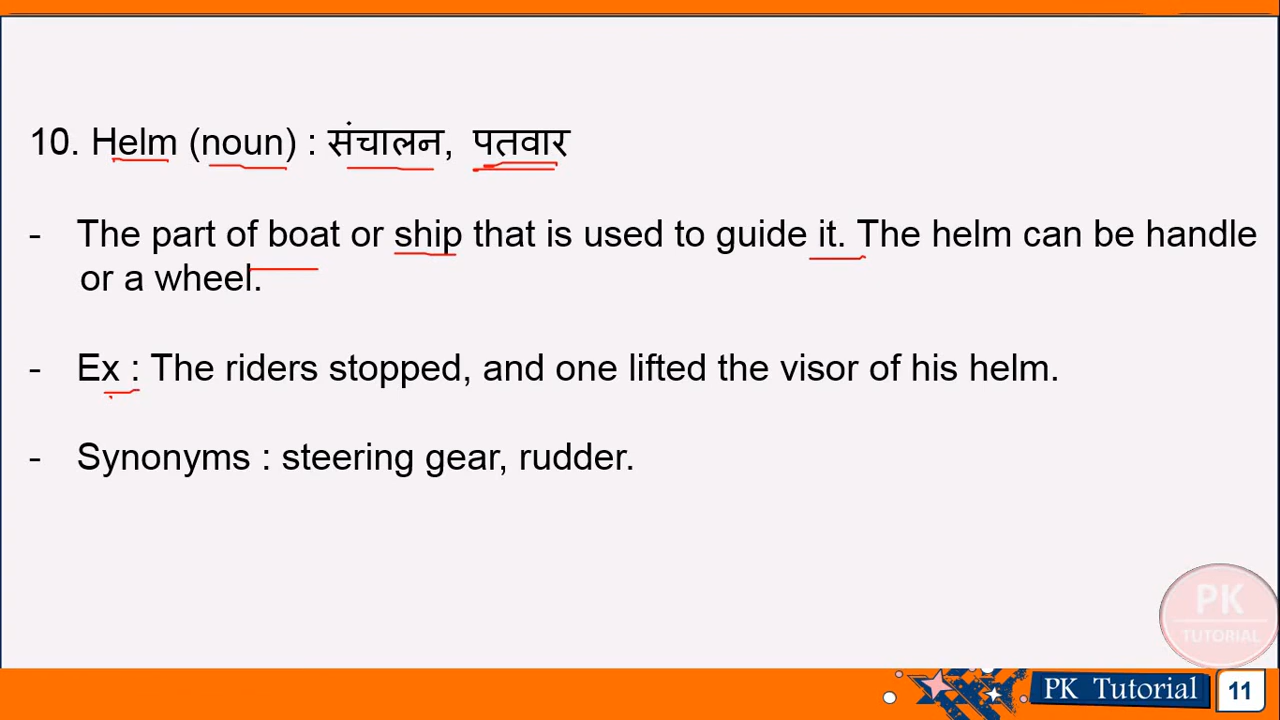 10. Helm (noun) : संचालन, पतवार
- The part of boat or ship that is used to guide it. The helm can be handle
or a wheel.
- Ex : The riders stopped, and one lifted the visor of his helm.
- Synonyms : steering gear, rudder.
PK
TUTORIAL
PK Tutorial 11